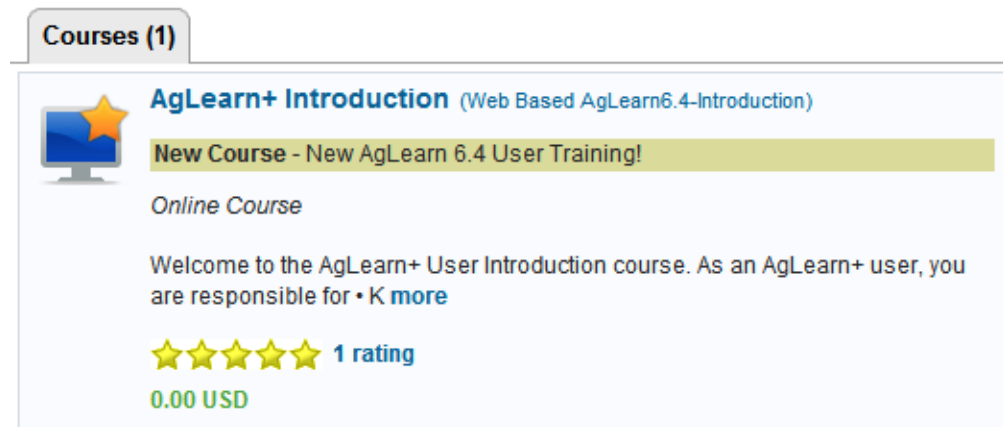 Courses (1)
AgLearn+ Introduction (Web Based AgLearn6.4-Introduction)
New Course - New AgLearn 6.4 User Training!
Online Course
Welcome to the AgLearn+ User Introduction course. As an AgLearn+ user, you
are responsible for • K more
1 rating
0.00 USD